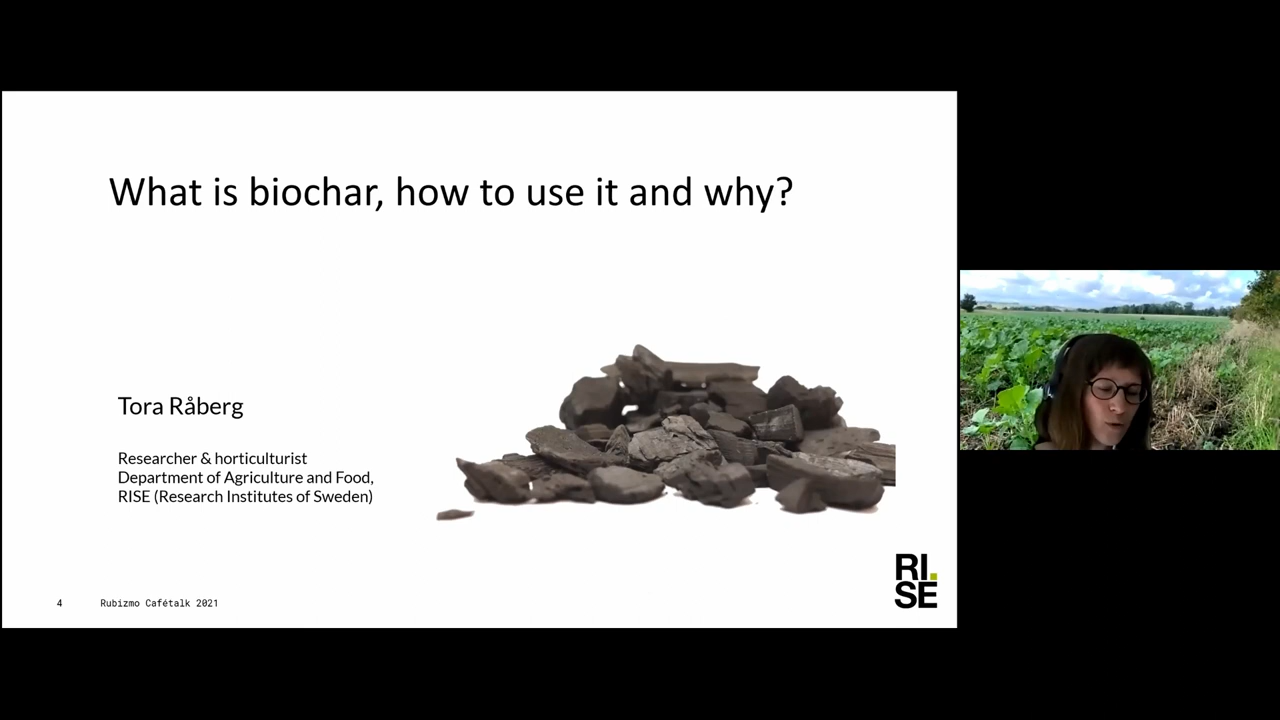 What is biochar, how to use it and why?
Tora Råberg
Researcher & horticulturist
Department of Agriculture and Food,
RISE (Research Institutes of Sweden)
RI.
SE
4 Rubizmo Cafétalk 2021